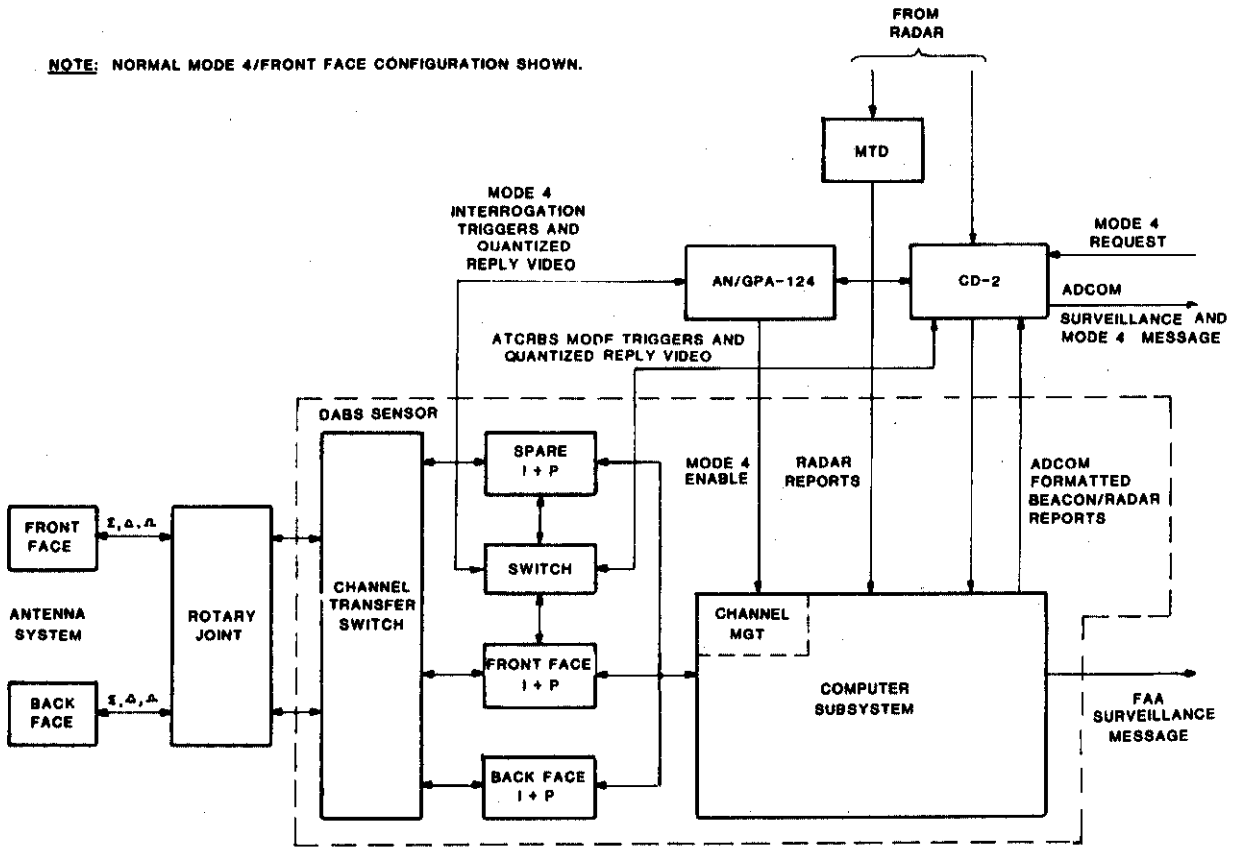 FROM
RADAR
NOTE: NORMAL MODE 4/FRONT FACE CONFIGURATION SHOWN.
MTD
MODE 4
INTERROGATION
TRIGGERS AND
QUANTIZED
REPLY VIDEO
MODE 4
REQUEST
AN/GPA-124
CD-2
ADCOM
SURVEILLANCE AND
MODE 4 MESSAGE
ATCRBS MODE TRIGGERS AND
QUANTIZED REPLY VIDEO
DABS SENSOR
SPARE
I + P
MODE 4
ENABLE
RADAR
REPORTS
ADCOM
FORMATTED
BEACON/RADAR
REPORTS
FRONT
FACE
Σ, Δ, Ω
SWITCH
CHANNEL
TRANSFER
SWITCH
ANTENNA
SYSTEM
ROTARY
JOINT
CHANNEL
MGT
FRONT FACE
I + P
COMPUTER
SUBSYSTEM
BACK
FACE
Σ, Δ, Ω
FAA
SURVEILLANCE
MESSAGE
BACK FACE
I + P